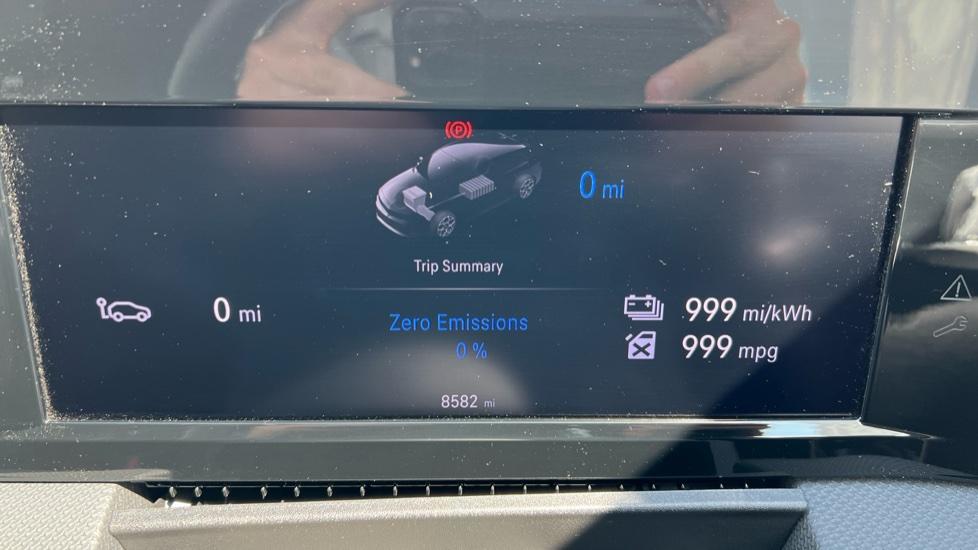 (P)
0 mi
Trip Summary
0 mi
999 mi/kWh
Zero Emissions
999 mpg
0 %
8582 mi